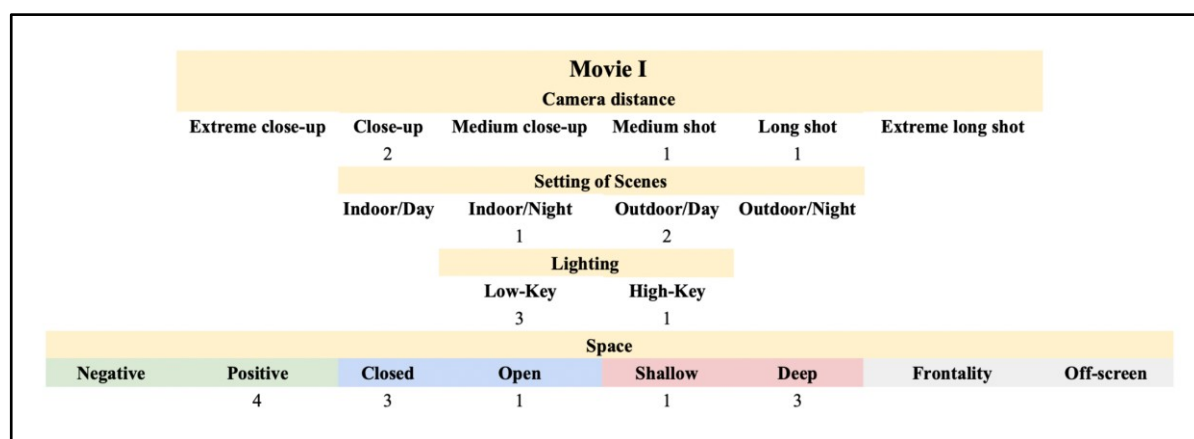 Movie I
Camera distance
Extreme close-up Close-up Medium close-up Medium shot Long shot Extreme long shot
2 1 1
Setting of Scenes
Indoor/Day Indoor/Night Outdoor/Day Outdoor/Night
1 2
Lighting
Low-Key High-Key
3 1
Space
Negative Positive Closed Open Shallow Deep Frontality Off-screen
4 3 1 1 3